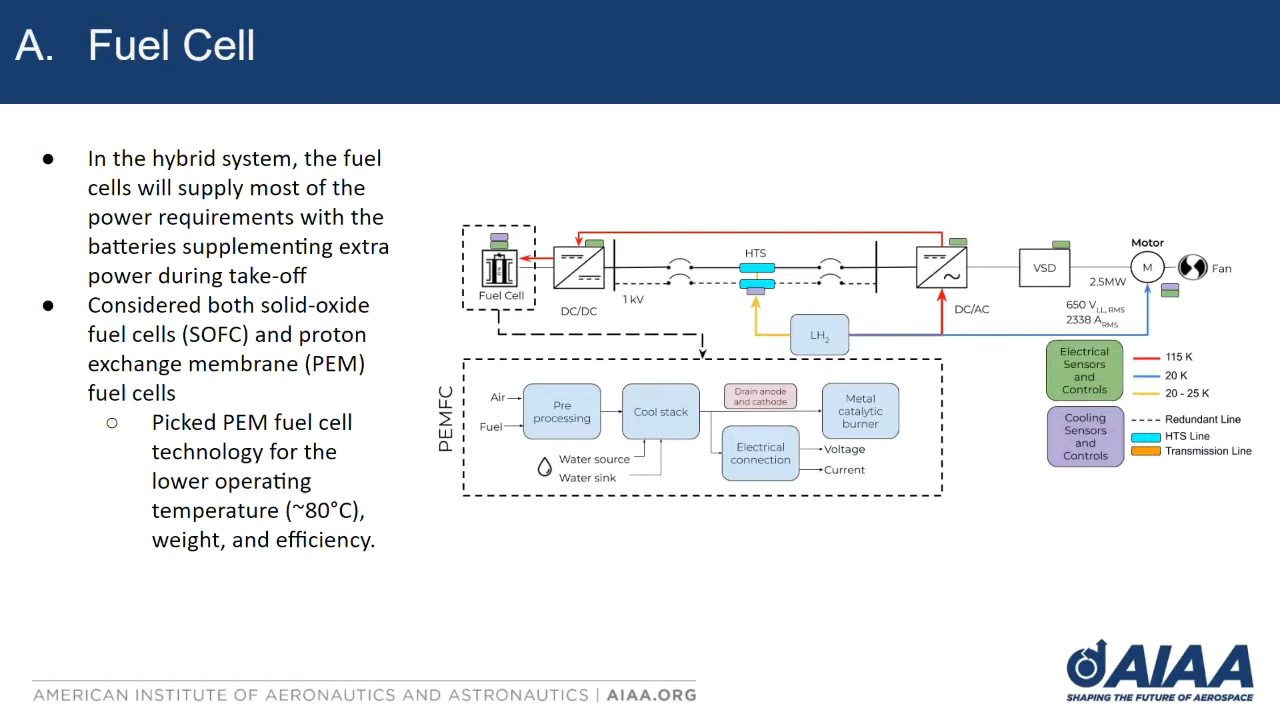 A. Fuel Cell
● In the hybrid system, the fuel
cells will supply most of the
power requirements with the
batteries supplementing extra
power during take-off
● Considered both solid-oxide
fuel cells (SOFC) and proton
exchange membrane (PEM)
fuel cells
○ Picked PEM fuel cell
technology for the
lower operating
temperature (~80°C),
weight, and efficiency.
Fuel Cell
DC/DC
1 kV
HTS
LH2
DC/AC
VSD
Motor
M
Fan
2.5MW
650 VLL, RMS
2338 ARMS
PEMFC
Air
Fuel
Pre
processing
Cool stack
Water source
Water sink
Drain anode
and cathode
Electrical
connection
Metal
catalytic
burner
Voltage
Current
Electrical
Sensors
and
Controls
Cooling
Sensors
and
Controls
115 K
20 K
20 - 25 K
Redundant Line
HTS Line
Transmission Line
AMERICAN INSTITUTE OF AERONAUTICS AND ASTRONAUTICS | AIAA.ORG
AIAA
SHAPING THE FUTURE OF AEROSPACE